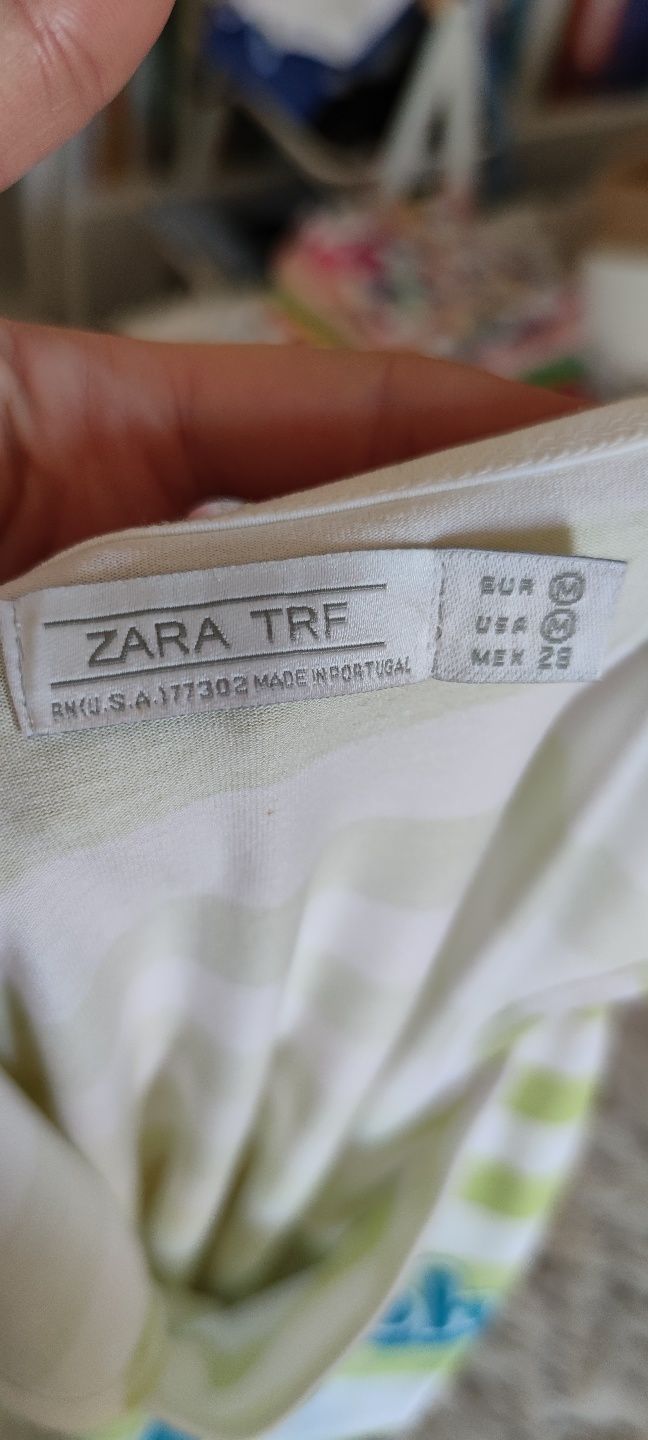 ZARA TRF
RN(U.S.A.)77302 MADE IN PORTUGAL
EUR M
USA M
MEX 28